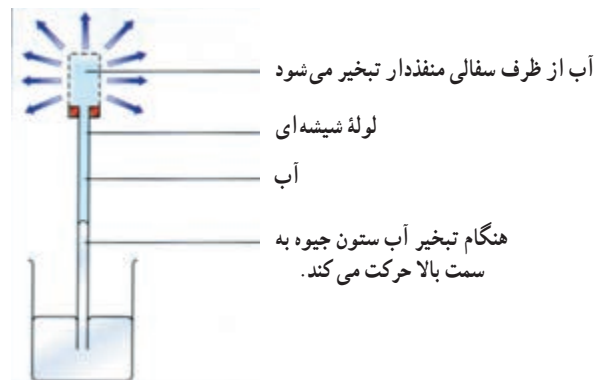 آب از ظرف سفالی منفذدار تبخیر می‌شود
لولهٔ شیشه‌ای
آب
هنگام تبخیر آب ستون جیوه به
سمت بالا حرکت می‌کند.